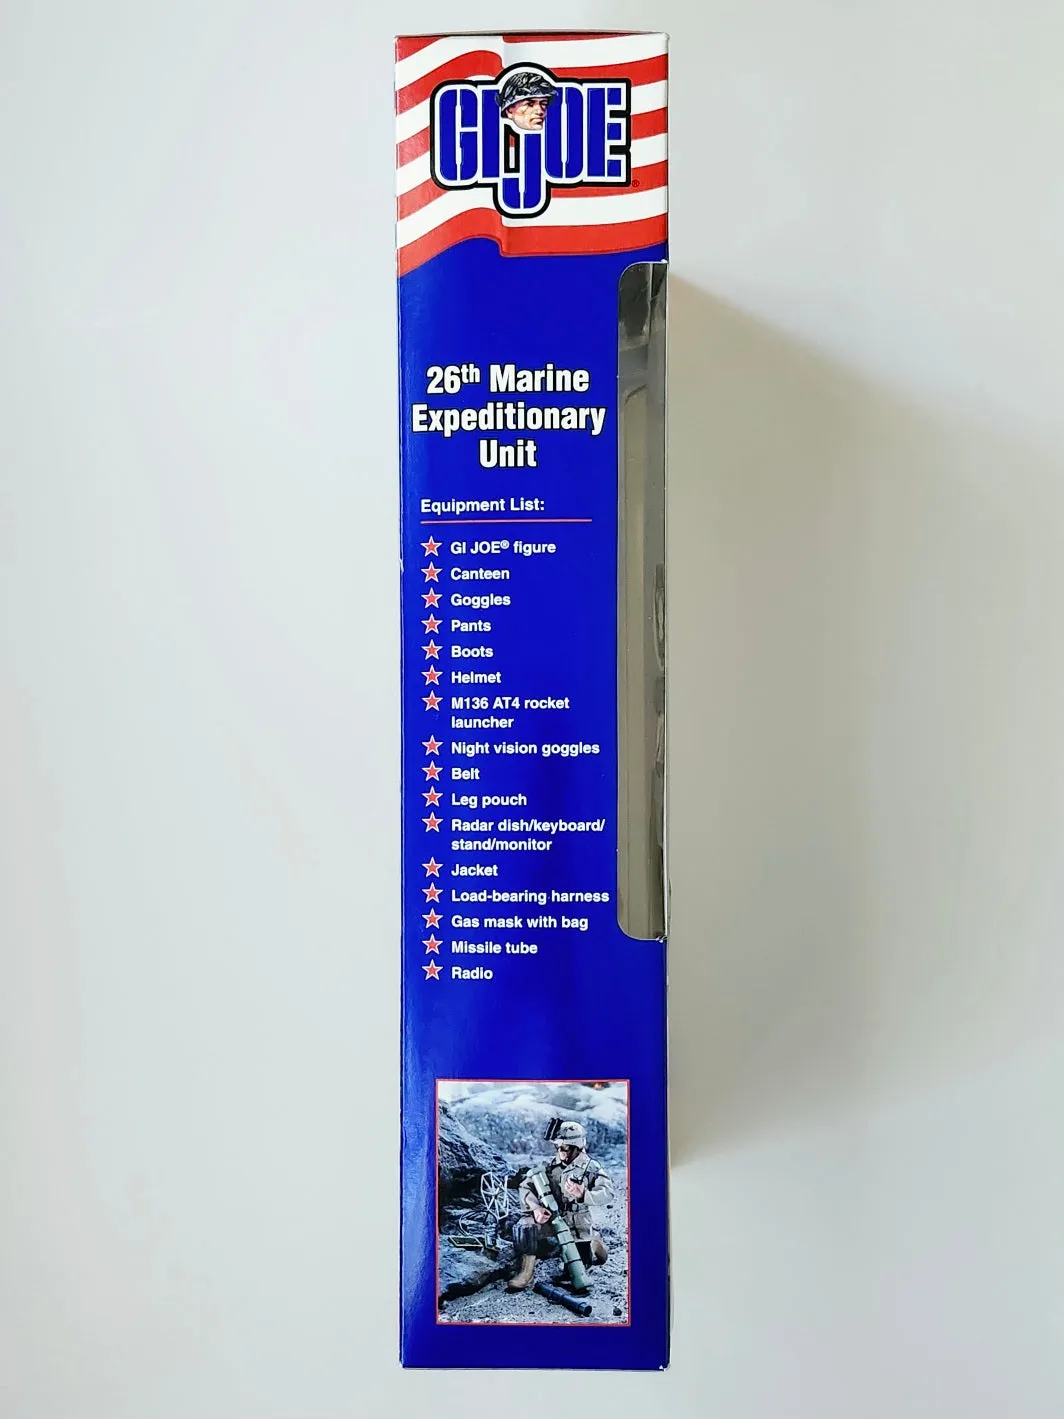 GI JOE
®
26th Marine
Expeditionary
Unit
Equipment List:
GI JOE® figure
Canteen
Goggles
Pants
Boots
Helmet
M136 AT4 rocket
launcher
Night vision goggles
Belt
Leg pouch
Radar dish/keyboard/
stand/monitor
Jacket
Load-bearing harness
Gas mask with bag
Missile tube
Radio